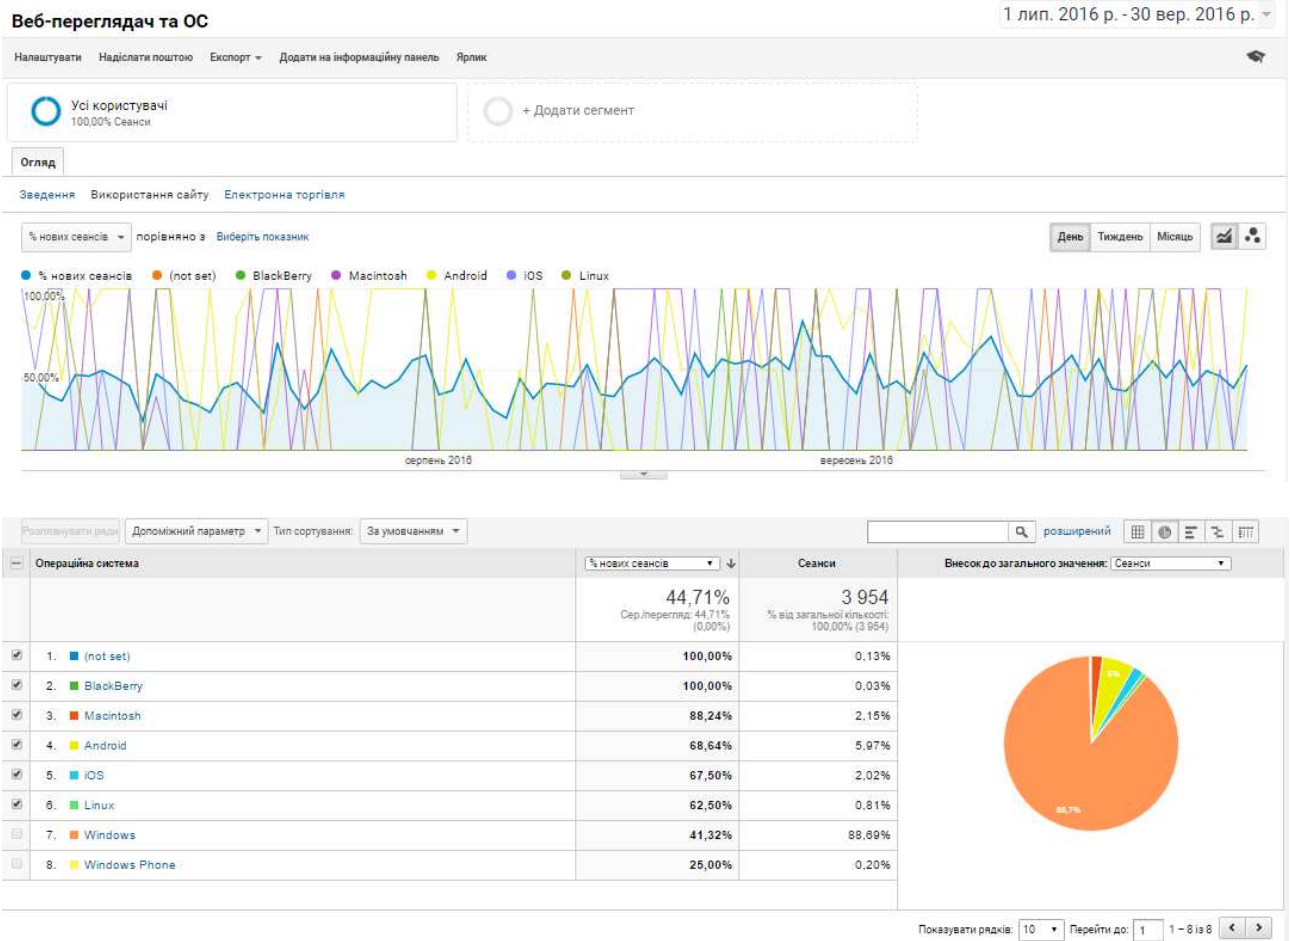 Веб-переглядач та ОС
1 лип. 2016 р. - 30 вер. 2016 р.
Налаштувати Надіслати поштою Експорт Додати на інформаційну панель Ярлик
Усі користувачі
100,00% Сеанси
+ Додати сегмент
Огляд
Зведення Використання сайту Електронна торгівля
% нових сеансів порівняно з Виберіть показник
День Тиждень Місяць
% нових сеансів (not set) BlackBerry Macintosh Android iOS Linux
100,00%
50,00%
серпень 2016 вересень 2016
Розпланувати ряди Допоміжний параметр Тип сортування: За умовчанням розширений
Операційна система % нових сеансів Сеанси Внесок до загального значення: Сеанси
44,71% 3 954
Сер./перегляд: 44,71% % від загальної кількості:
(0,00%) 100,00% (3 954)
1. (not set) 100,00% 0,13%
2. BlackBerry 100,00% 0,03%
3. Macintosh 88,24% 2,15%
4. Android 68,64% 5,97%
5. iOS 67,50% 2,02%
6. Linux 62,50% 0,81%
7. Windows 41,32% 88,69%
8. Windows Phone 25,00% 0,20%
6%
88,7%
Показувати рядків: 10 Перейти до: 1 1 – 8 із 8